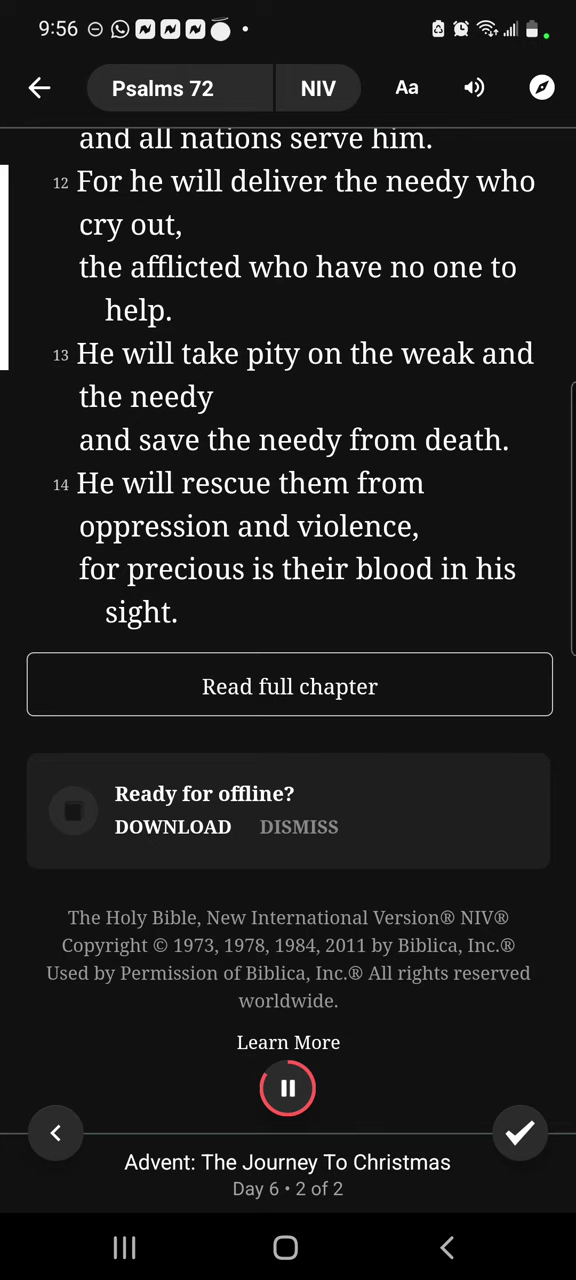 9:56
Psalms 72
NIV
Aa
and all nations serve him.
12 For he will deliver the needy who
cry out,
the afflicted who have no one to
help.
13 He will take pity on the weak and
the needy
and save the needy from death.
14 He will rescue them from
oppression and violence,
for precious is their blood in his
sight.
Read full chapter
Ready for offline?
DOWNLOAD DISMISS
The Holy Bible, New International Version® NIV®
Copyright © 1973, 1978, 1984, 2011 by Biblica, Inc.®
Used by Permission of Biblica, Inc.® All rights reserved
worldwide.
Learn More
Advent: The Journey To Christmas
Day 6 • 2 of 2